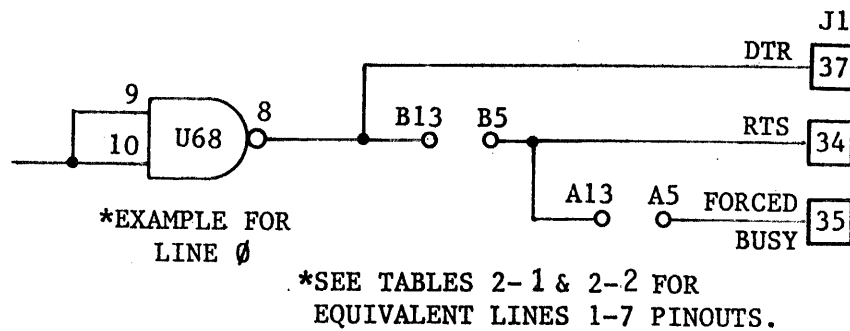 J1
DTR
37
9
8
B13 B5
RTS
10
U68
34
A13 A5 FORCED
35
BUSY
*EXAMPLE FOR
LINE Ø
*SEE TABLES 2-1 & 2-2 FOR
EQUIVALENT LINES 1-7 PINOUTS.